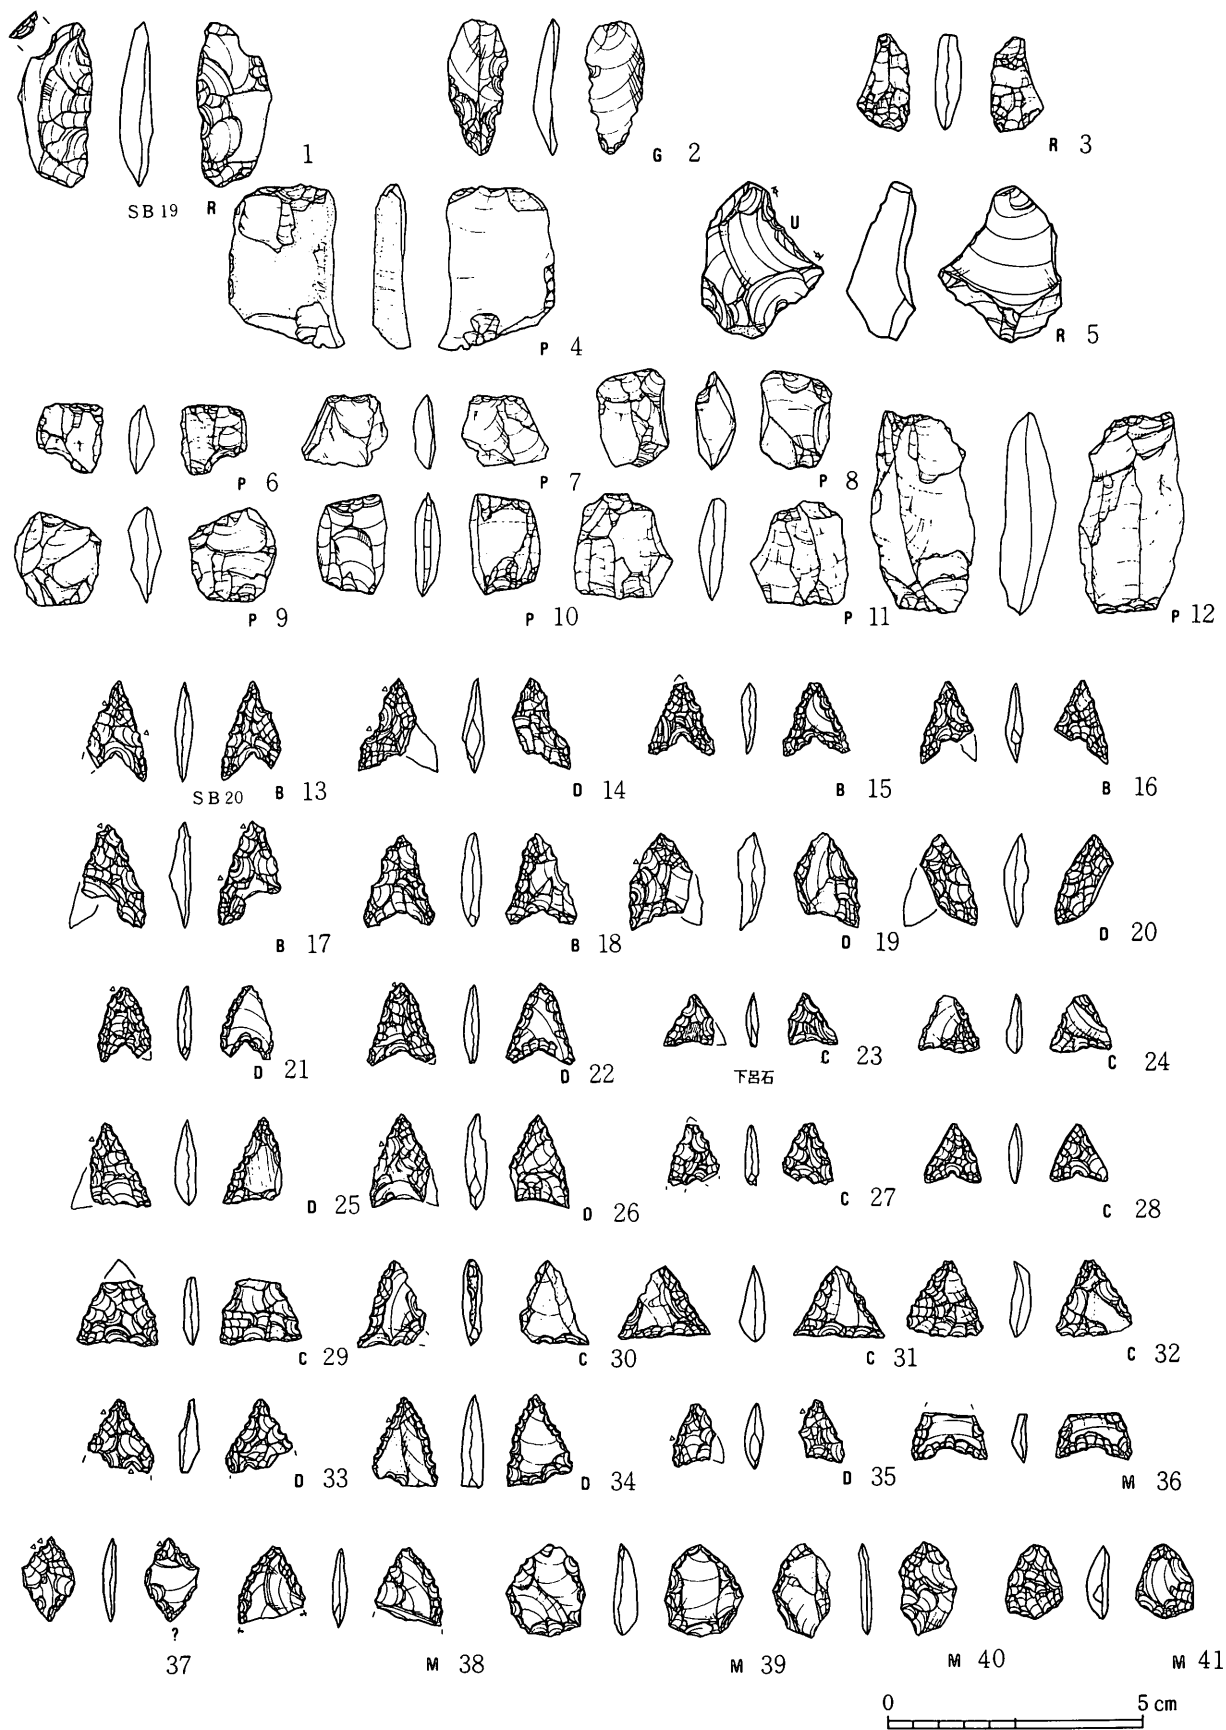 1
SB19 R
G 2
R 3
P 4
U
R 5
P 6
P 7
P 8
P 9
P 10
P 11
P 12
B 13
SB20
D 14
B 15
B 16
B 17
B 18
D 19
D 20
D 21
D 22
C 23
下呂石
C 24
D 25
D 26
C 27
C 28
C 29
C 30
C 31
C 32
D 33
D 34
D 35
M 36
?
37
M 38
M 39
M 40
M 41
0 5 cm